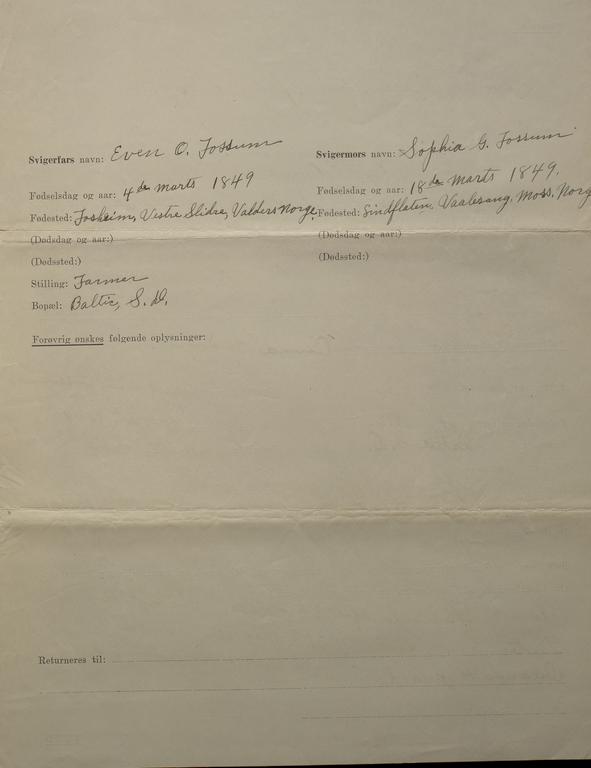 Svigerfars navn: Even O. Fossum
Svigermors navn: Sophia G. Fossum
Fødselsdag og aar: 4de marts 1849
Fødselsdag og aar: 18de marts 1849.
Fødested: Fosheim, Vestre Slidre, Valders Norge.
Fødested: Sindflaten, Vaalesang, Moss, Norg
(Dødsdag og aar:)
(Dødsdag og aar:)
(Dødssted:)
(Dødssted:)
Stilling: Farmer
Bopæl: Baltic, S. D.
Forøvrig ønskes følgende oplysninger:
Returneres til: